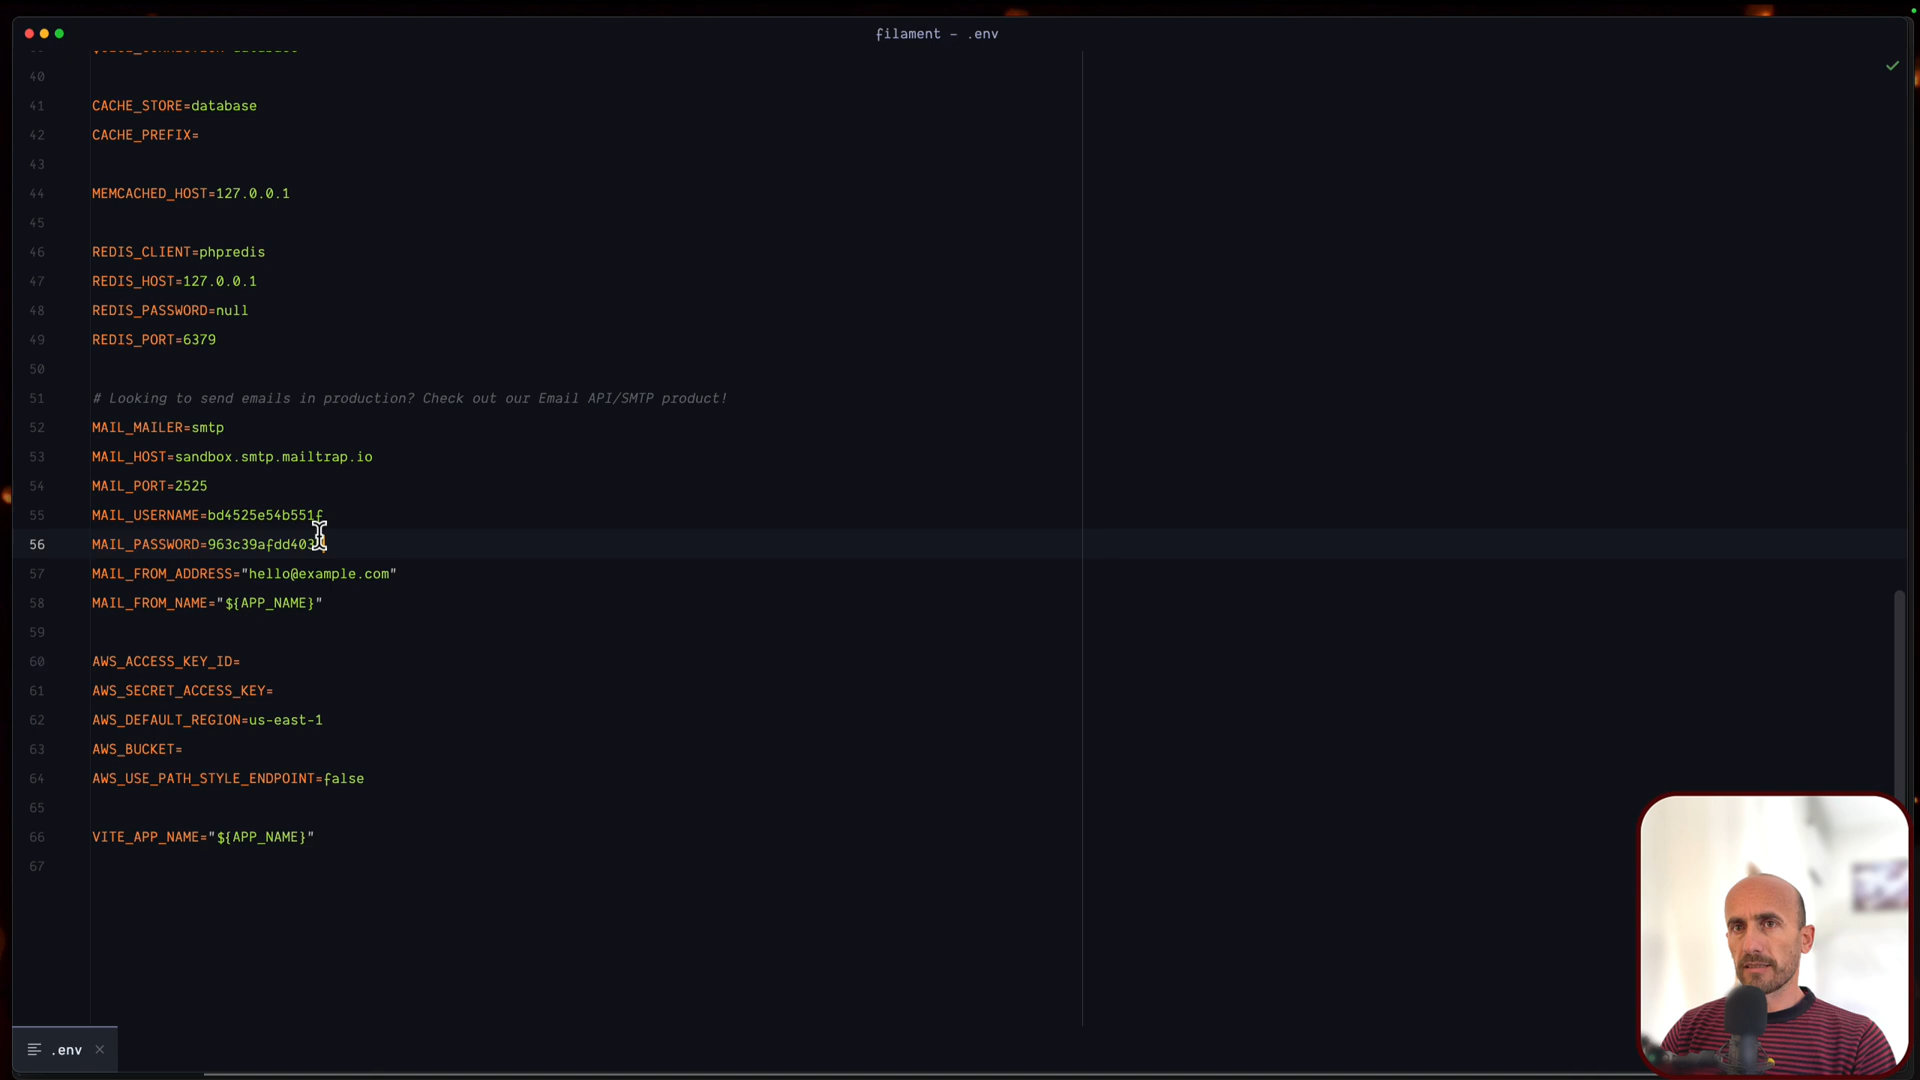 filament – .env
40
41 CACHE_STORE=database
42 CACHE_PREFIX=
43
44 MEMCACHED_HOST=127.0.0.1
45
46 REDIS_CLIENT=phpredis
47 REDIS_HOST=127.0.0.1
48 REDIS_PASSWORD=null
49 REDIS_PORT=6379
50
51 # Looking to send emails in production? Check out our Email API/SMTP product!
52 MAIL_MAILER=smtp
53 MAIL_HOST=sandbox.smtp.mailtrap.io
54 MAIL_PORT=2525
55 MAIL_USERNAME=bd4525e54b551f
56 MAIL_PASSWORD=963c39afdd403
57 MAIL_FROM_ADDRESS="hello@example.com"
58 MAIL_FROM_NAME="${APP_NAME}"
59
60 AWS_ACCESS_KEY_ID=
61 AWS_SECRET_ACCESS_KEY=
62 AWS_DEFAULT_REGION=us-east-1
63 AWS_BUCKET=
64 AWS_USE_PATH_STYLE_ENDPOINT=false
65
66 VITE_APP_NAME="${APP_NAME}"
67
.env